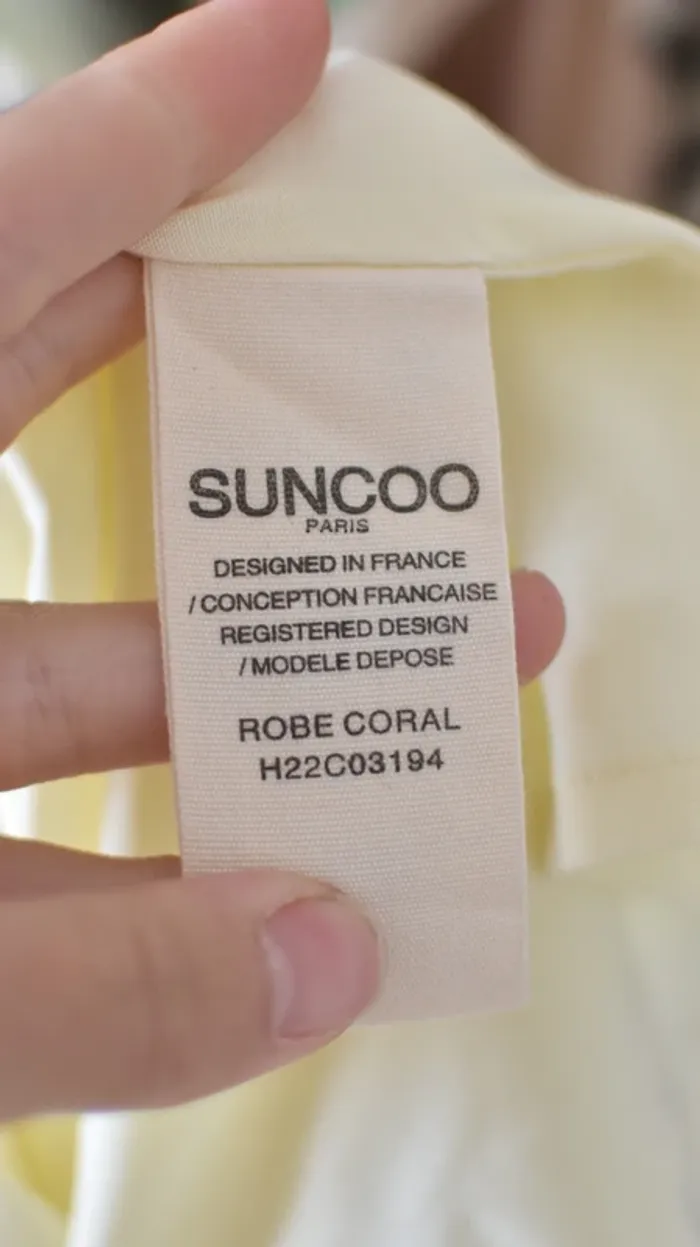 SUNCOO
PARIS
DESIGNED IN FRANCE
/ CONCEPTION FRANCAISE
REGISTERED DESIGN
/ MODELE DEPOSE
ROBE CORAL
H22C03194